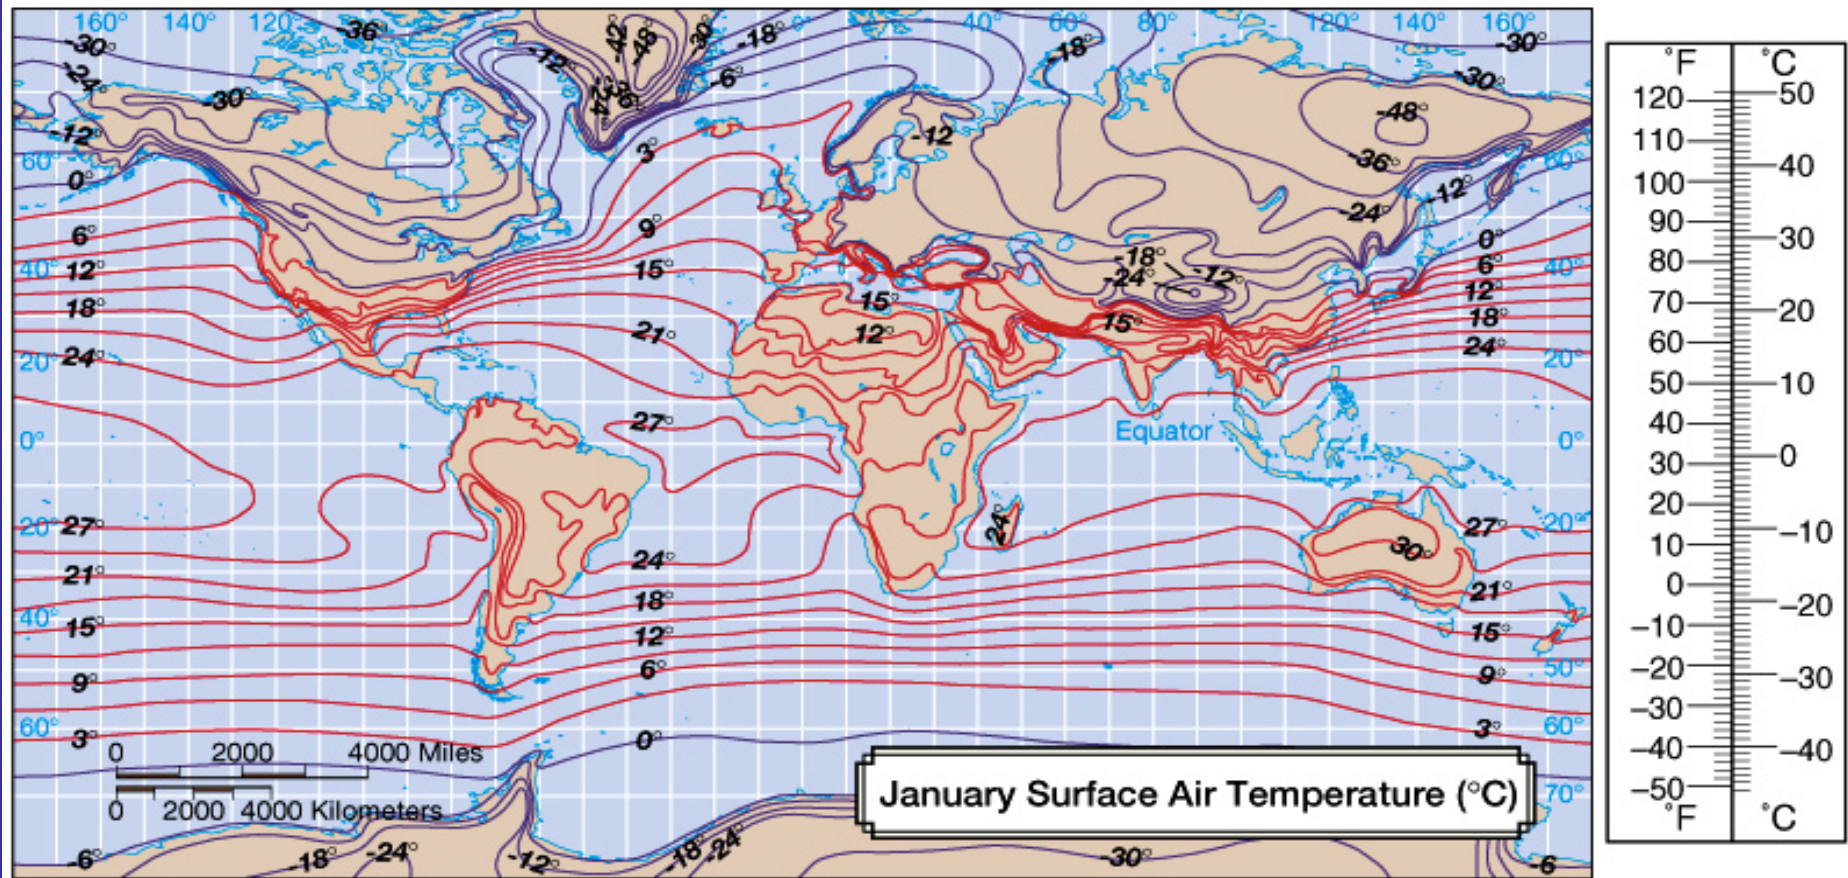 160° 140° 120° 0° 40° 80° 120° 140° 160°
-36° -42 -48° -30° -18° -18° -30°
-30° -12° -6° -30°
-24° -30° -24 -36° -48°
-12° -12° -36°
60° 3° 60°
0° -12°
-24°
6° 9° 0°
-18° -12° 6°
40° 12° 15° -24° 40°
15° 12°
18° 21° 12° 15° 18°
24° 24°
20° 20°
27° Equator
0° 0°
27° 24° 27°
20° 20°
24° 30°
21° 21°
18°
40° 15° 12° 15°
6° 50°
9° 9°
60° 60°
3° 0° 3°
0 2000 4000 Miles
0 2000 4000 Kilometers
70°
January Surface Air Temperature (°C)
-6° -18° -24° -12° -18° -24° -30° -6
°F °C
120 50
110
100 40
90
80 30
70
60 20
50 10
40
30 0
20
10 –10
0
–10 –20
–20
–30 –30
–40 –40
–50
°F °C